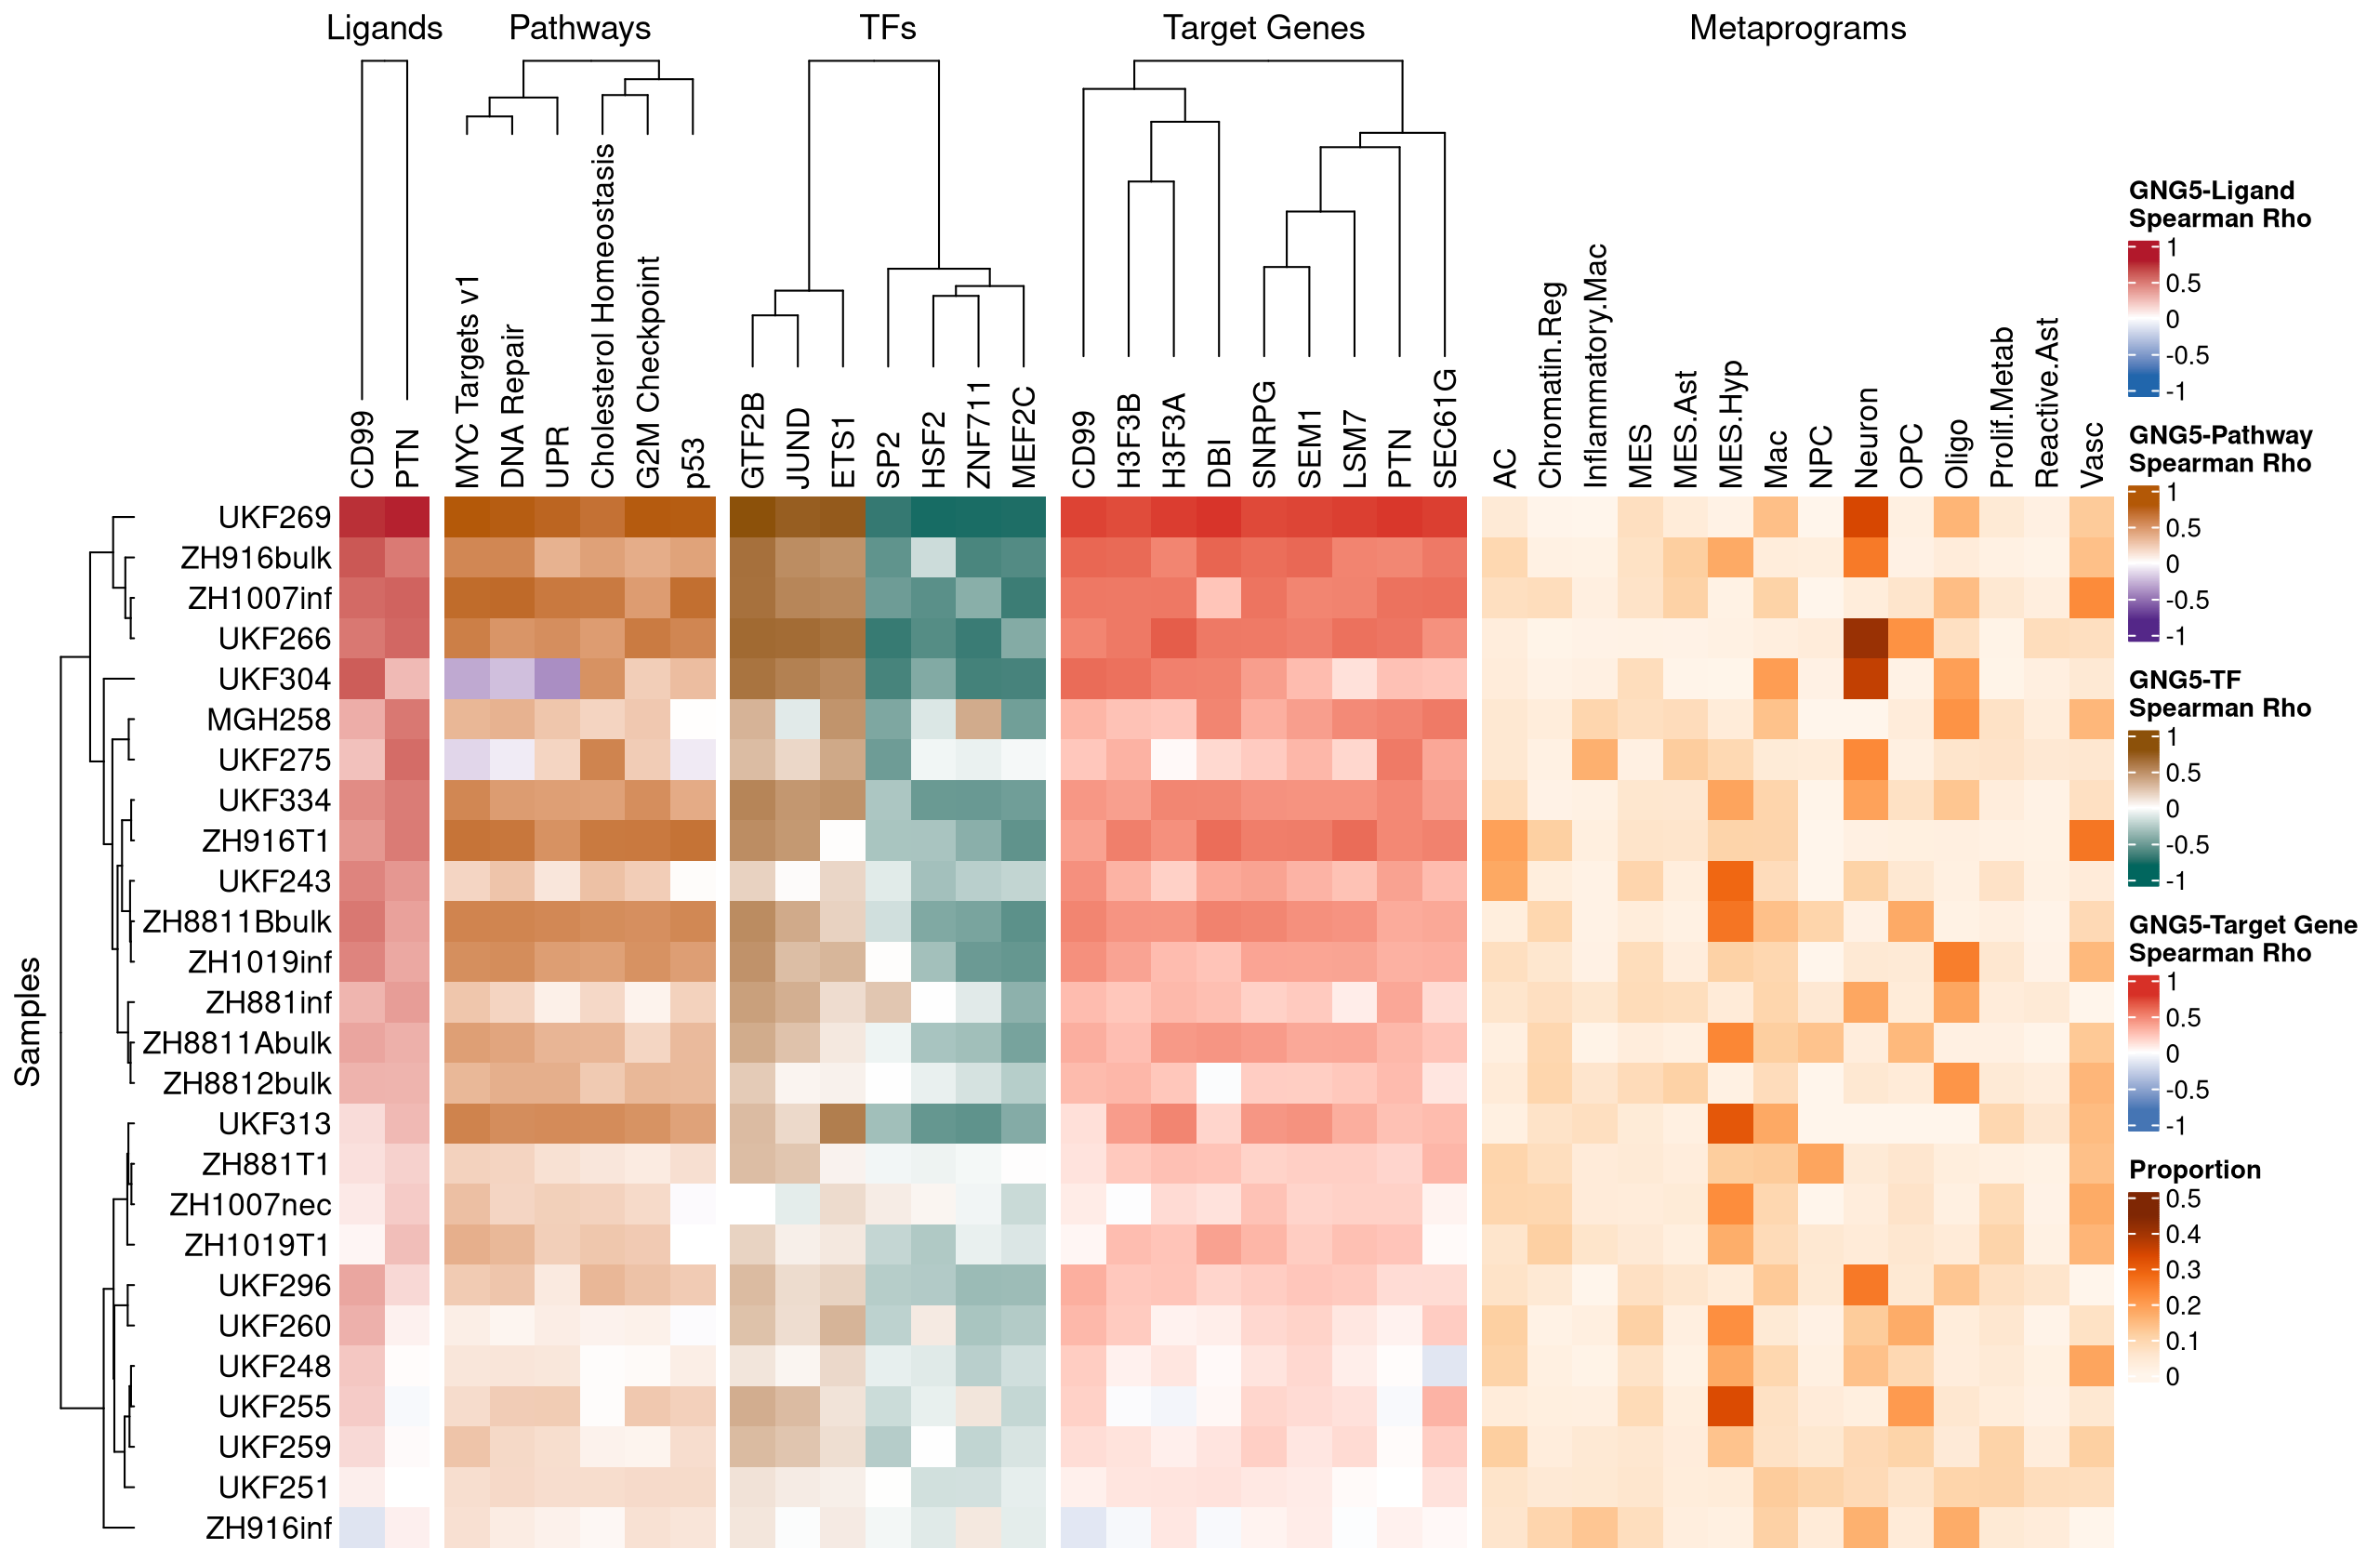 Ligands Pathways TFs Target Genes Metaprograms
CD99
PTN
MYC Targets v1
DNA Repair
UPR
Cholesterol Homeostasis
G2M Checkpoint
p53
GTF2B
JUND
ETS1
SP2
HSF2
ZNF711
MEF2C
CD99
H3F3B
H3F3A
DBI
SNRPG
SEM1
LSM7
PTN
SEC61G
AC
Chromatin.Reg
Inflammatory.Mac
MES
MES.Ast
MES.Hyp
Mac
NPC
Neuron
OPC
Oligo
Prolif.Metab
Reactive.Ast
Vasc
Samples
UKF269
ZH916bulk
ZH1007inf
UKF266
UKF304
MGH258
UKF275
UKF334
ZH916T1
UKF243
ZH8811Bbulk
ZH1019inf
ZH881inf
ZH8811Abulk
ZH8812bulk
UKF313
ZH881T1
ZH1007nec
ZH1019T1
UKF296
UKF260
UKF248
UKF255
UKF259
UKF251
ZH916inf
GNG5-Ligand
Spearman Rho
1
0.5
0
-0.5
-1
GNG5-Pathway
Spearman Rho
1
0.5
0
-0.5
-1
GNG5-TF
Spearman Rho
1
0.5
0
-0.5
-1
GNG5-Target Gene
Spearman Rho
1
0.5
0
-0.5
-1
Proportion
0.5
0.4
0.3
0.2
0.1
0